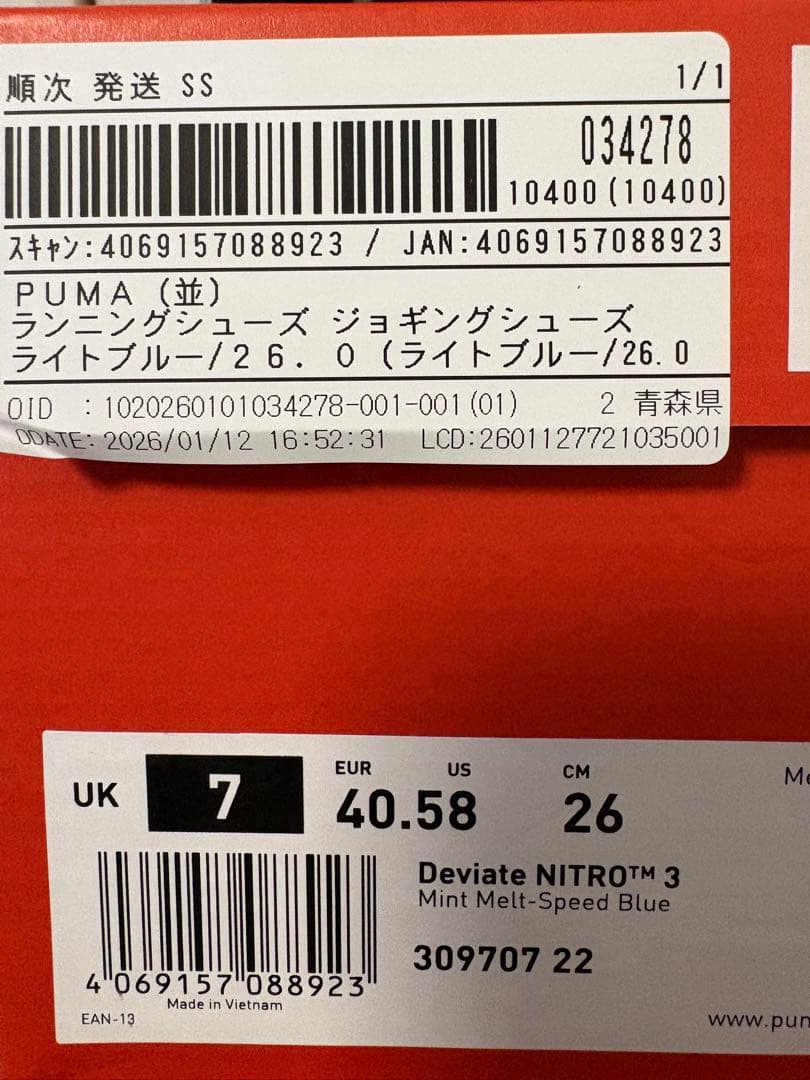 順次 発送 SS
1/1
034278
10400(10400)
スキャン:4069157088923 / JAN:4069157088923
PUMA (並)
ランニングシューズ ジョギングシューズ
ライトブルー/26.0 (ライトブルー/26.0
OID :1020260101034278-001-001(01) 2 青森県
ODATE:2026/01/12 16:52:31 LCD:2601127721035001
UK 7
EUR US CM
40.5 8 26
Deviate NITRO™ 3
Mint Melt-Speed Blue
309707 22
4 069157 088923
Made in Vietnam
EAN-13
www.pum